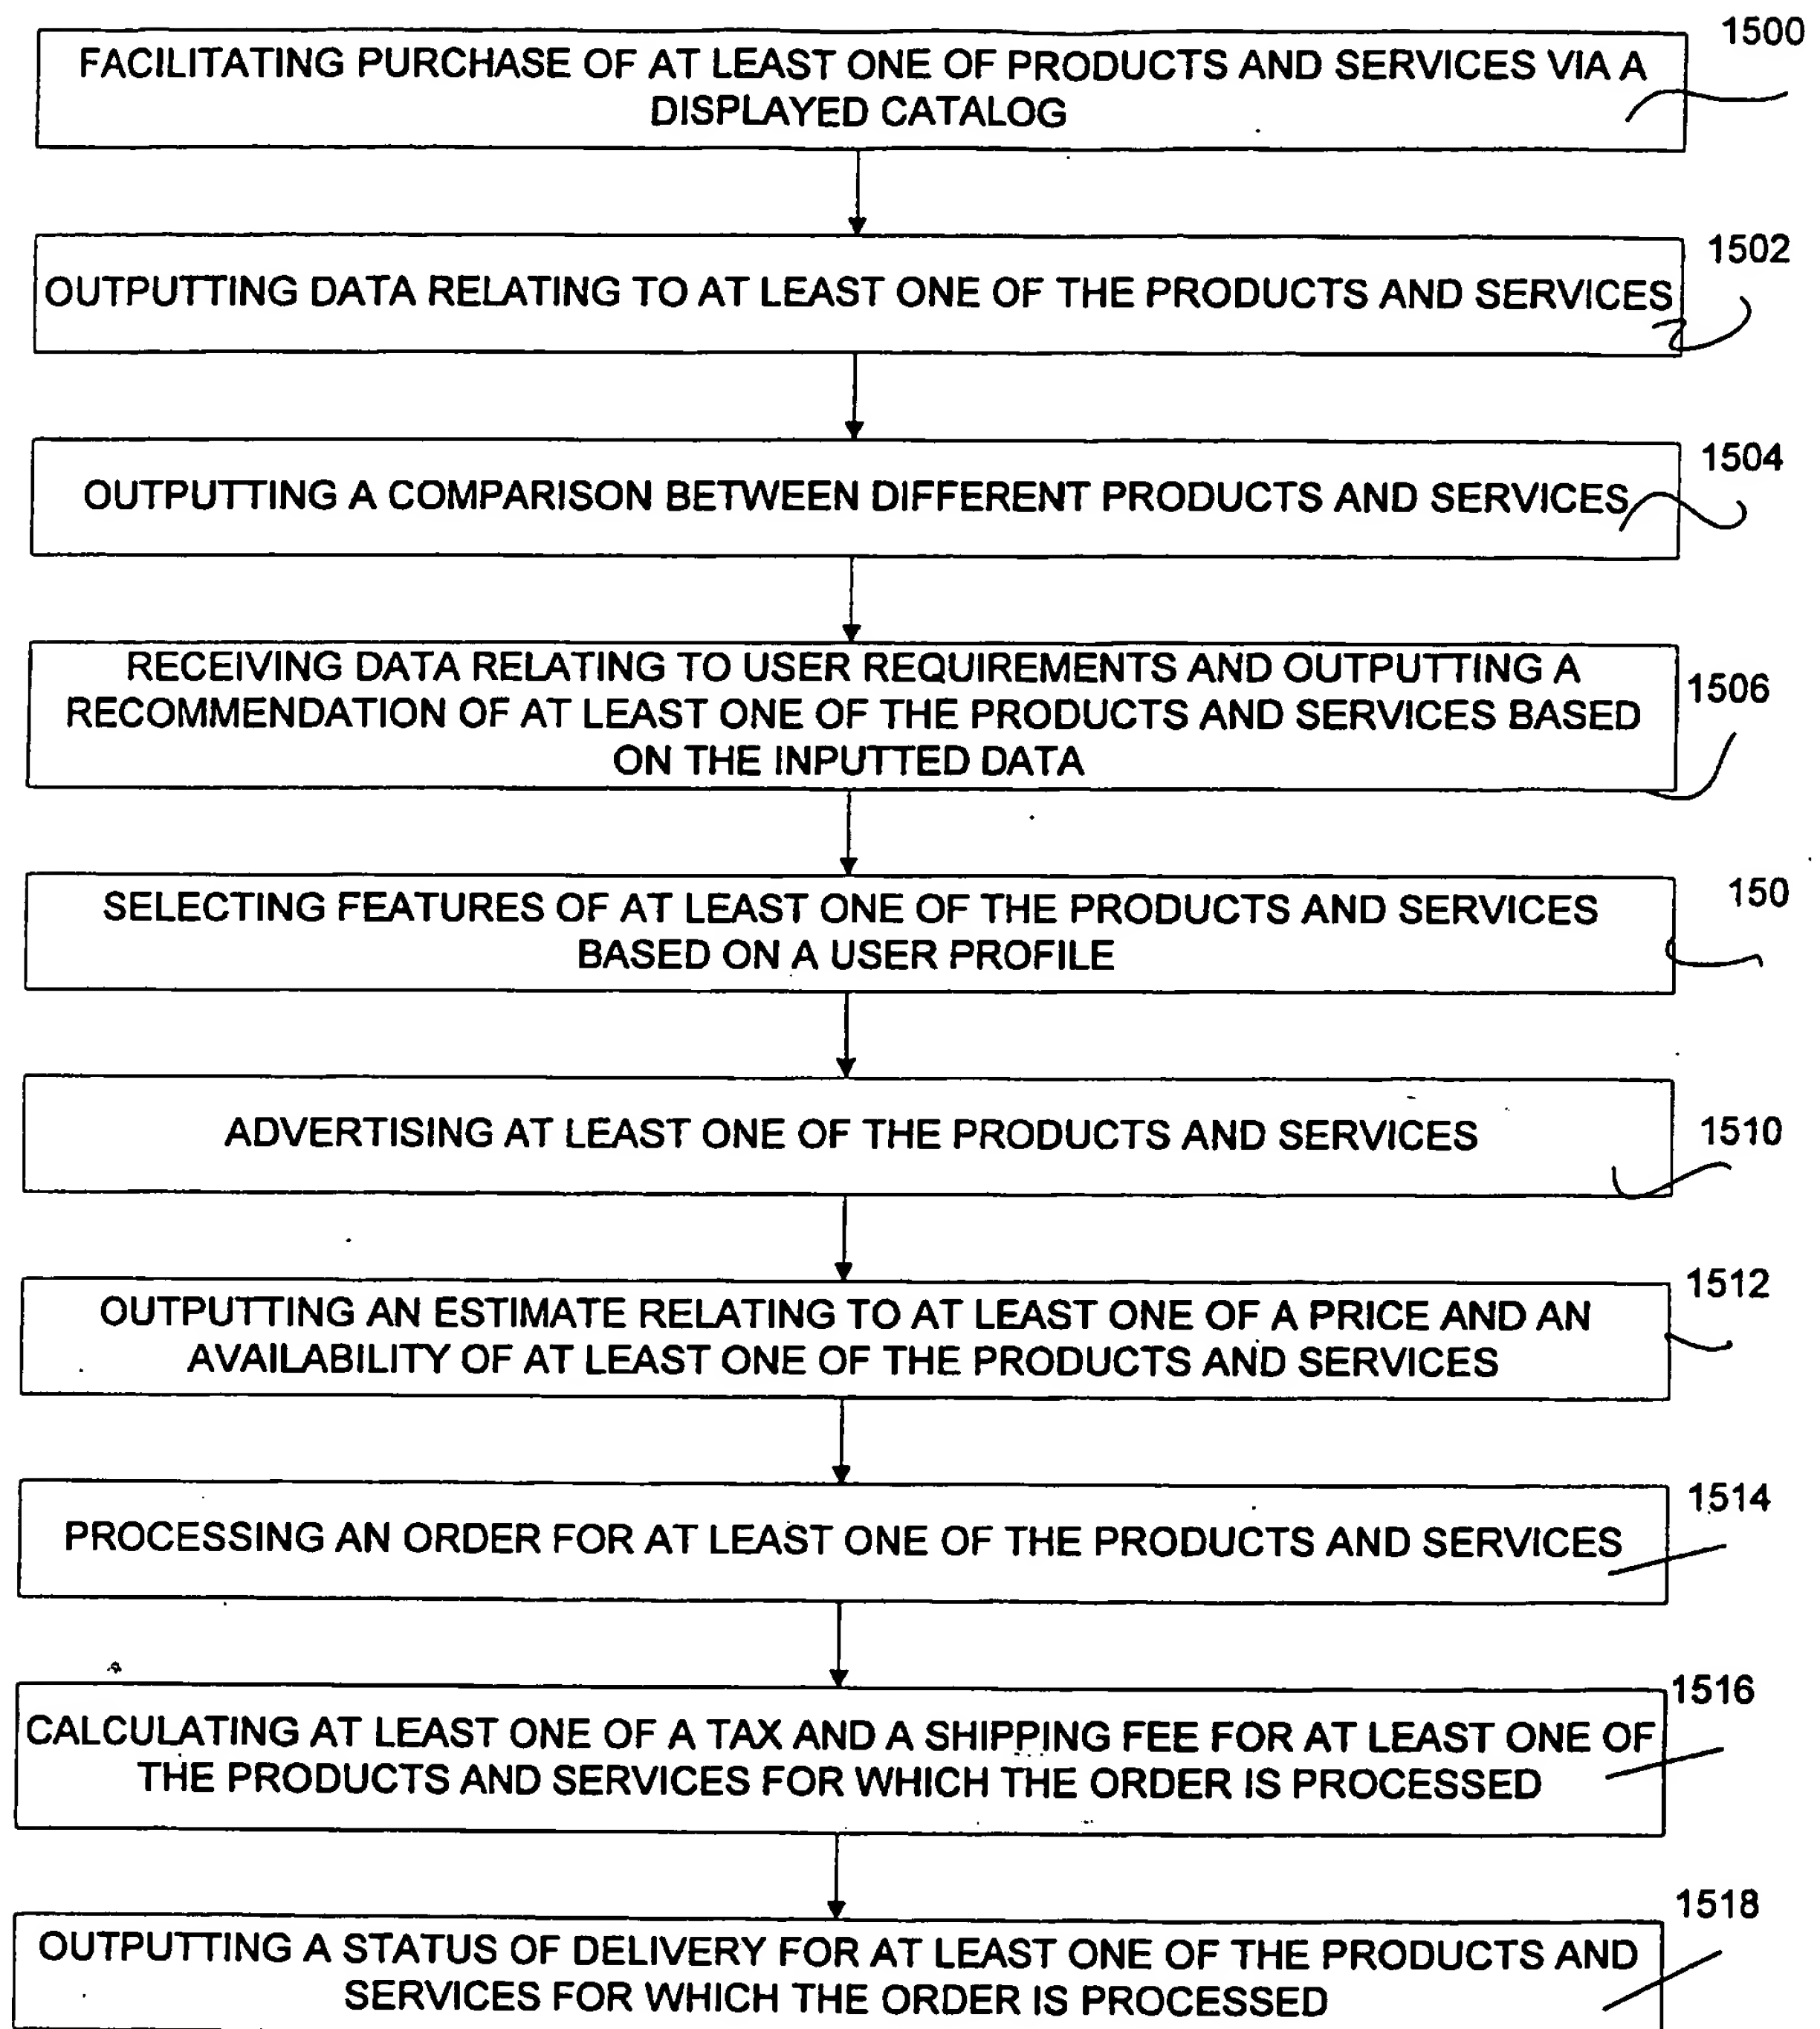 1500
FACILITATING PURCHASE OF AT LEAST ONE OF PRODUCTS AND SERVICES VIA A
DISPLAYED CATALOG
1502
OUTPUTTING DATA RELATING TO AT LEAST ONE OF THE PRODUCTS AND SERVICES
1504
OUTPUTTING A COMPARISON BETWEEN DIFFERENT PRODUCTS AND SERVICES
RECEIVING DATA RELATING TO USER REQUIREMENTS AND OUTPUTTING A
1506
RECOMMENDATION OF AT LEAST ONE OF THE PRODUCTS AND SERVICES BASED
ON THE INPUTTED DATA
150
SELECTING FEATURES OF AT LEAST ONE OF THE PRODUCTS AND SERVICES
BASED ON A USER PROFILE
1510
ADVERTISING AT LEAST ONE OF THE PRODUCTS AND SERVICES
1512
OUTPUTTING AN ESTIMATE RELATING TO AT LEAST ONE OF A PRICE AND AN
AVAILABILITY OF AT LEAST ONE OF THE PRODUCTS AND SERVICES
1514
PROCESSING AN ORDER FOR AT LEAST ONE OF THE PRODUCTS AND SERVICES
1516
CALCULATING AT LEAST ONE OF A TAX AND A SHIPPING FEE FOR AT LEAST ONE OF
THE PRODUCTS AND SERVICES FOR WHICH THE ORDER IS PROCESSED
1518
OUTPUTTING A STATUS OF DELIVERY FOR AT LEAST ONE OF THE PRODUCTS AND
SERVICES FOR WHICH THE ORDER IS PROCESSED